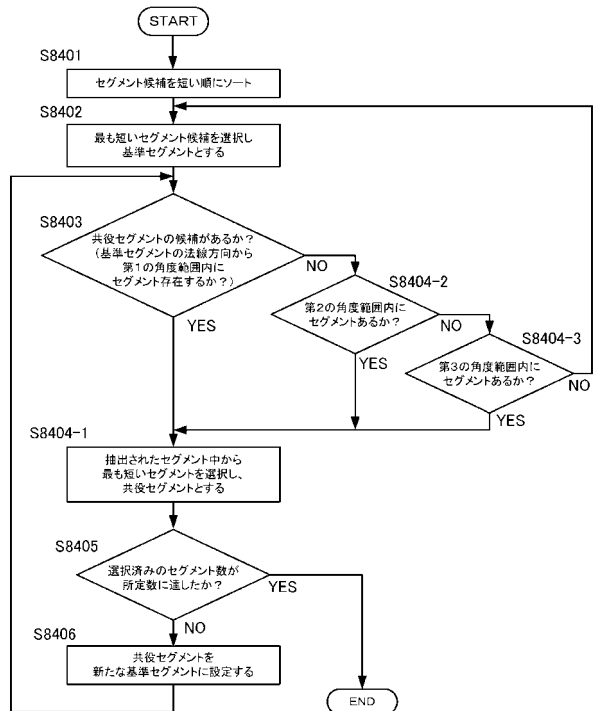 START
S8401
セグメント候補を短い順にソート
S8402
最も短いセグメント候補を選択し
基準セグメントとする
S8403
共役セグメントの候補があるか？
(基準セグメントの法線方向から
第1の角度範囲内に
セグメント存在するか？)
NO
YES
S8404-2
第2の角度範囲内に
セグメントあるか？
NO
YES
S8404-3
第3の角度範囲内に
セグメントあるか？
NO
YES
S8404-1
抽出されたセグメント中から
最も短いセグメントを選択し、
共役セグメントとする
S8405
選択済みのセグメント数が
所定数に達したか？
YES
NO
S8406
共役セグメントを
新たな基準セグメントに設定する
END